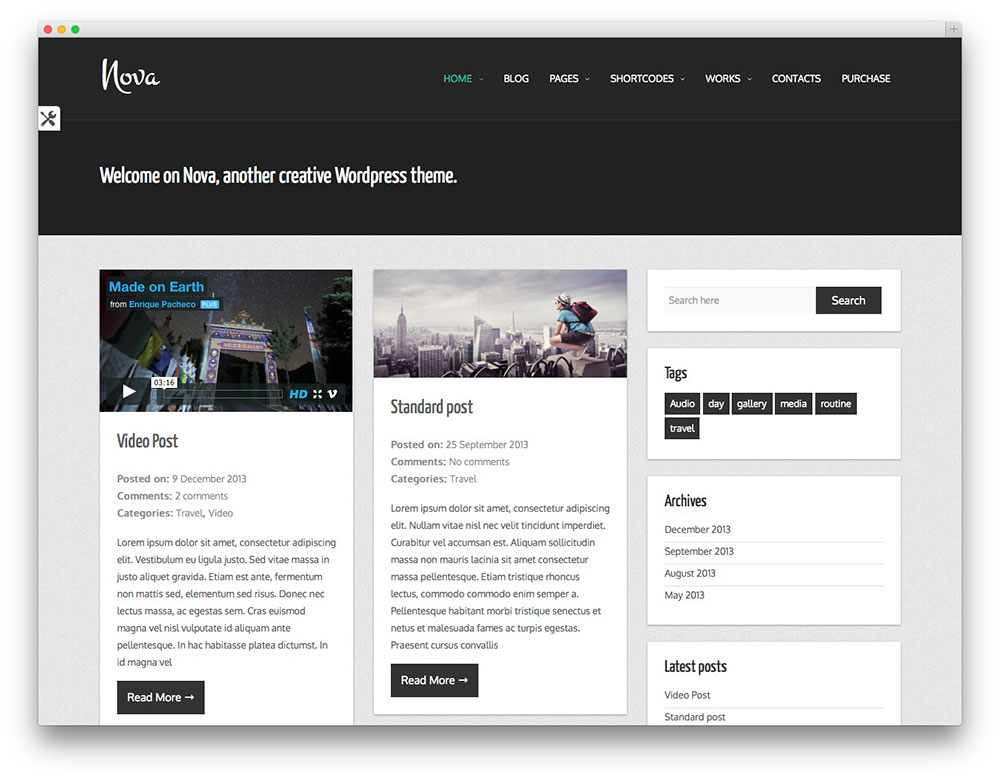 Nova
HOME BLOG PAGES SHORTCODES WORKS CONTACTS PURCHASE
Welcome on Nova, another creative Wordpress theme.
Made on Earth
from Enrique Pacheco PLUS
03:16
HD
Video Post
Posted on: 9 December 2013
Comments: 2 comments
Categories: Travel, Video
Lorem ipsum dolor sit amet, consectetur adipiscing
elit. Vestibulum eu ligula justo. Sed vitae massa in
justo aliquet gravida. Etiam est ante, fermentum
non mattis sed, elementum sed risus. Donec nec
lectus massa, ac egestas sem. Cras euismod
magna vel nisl vulputate id aliquam ante
pellentesque. In hac habitasse platea dictumst. In
id magna vel
Read More →
Standard post
Posted on: 25 September 2013
Comments: No comments
Categories: Travel
Lorem ipsum dolor sit amet, consectetur adipiscing
elit. Nullam vitae nisl nec velit tincidunt imperdiet.
Curabitur vel accumsan est. Aliquam sollicitudin
massa non mauris lacinia sit amet consectetur
massa pellentesque. Etiam tristique rhoncus
lectus, commodo commodo enim semper a.
Pellentesque habitant morbi tristique senectus et
netus et malesuada fames ac turpis egestas.
Praesent cursus convallis
Read More →
Search here Search
Tags
Audio day gallery media routine
travel
Archives
December 2013
September 2013
August 2013
May 2013
Latest posts
Video Post
Standard post